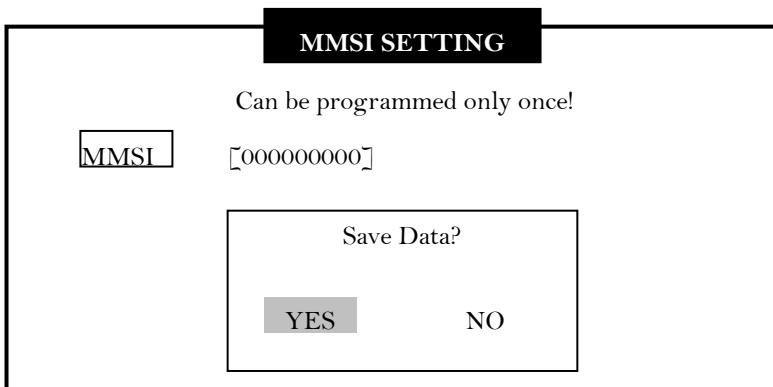 MMSI SETTING
Can be programmed only once!
MMSI [000000000]
Save Data?
YES NO